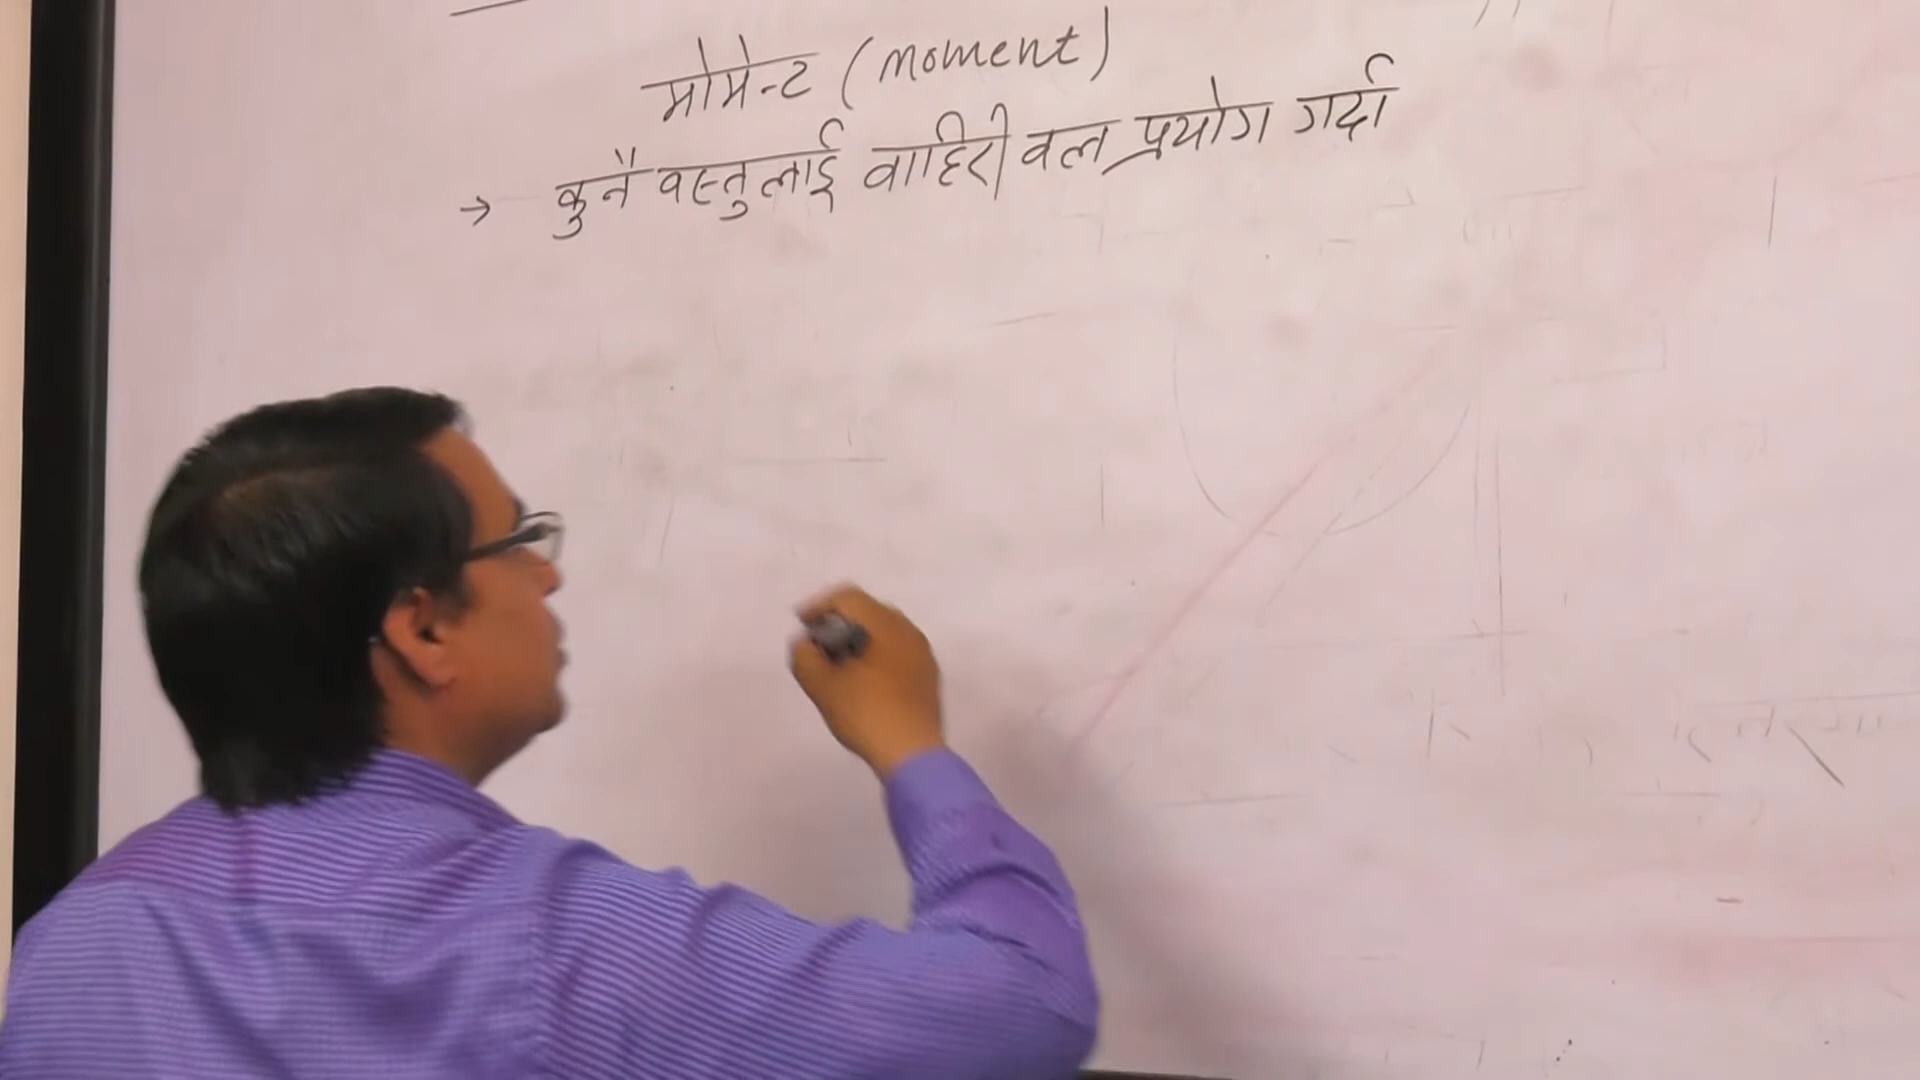 मोमेन्ट (moment)
→ कुनै वस्तुलाई वाहिरी वल प्रयोग गर्दा